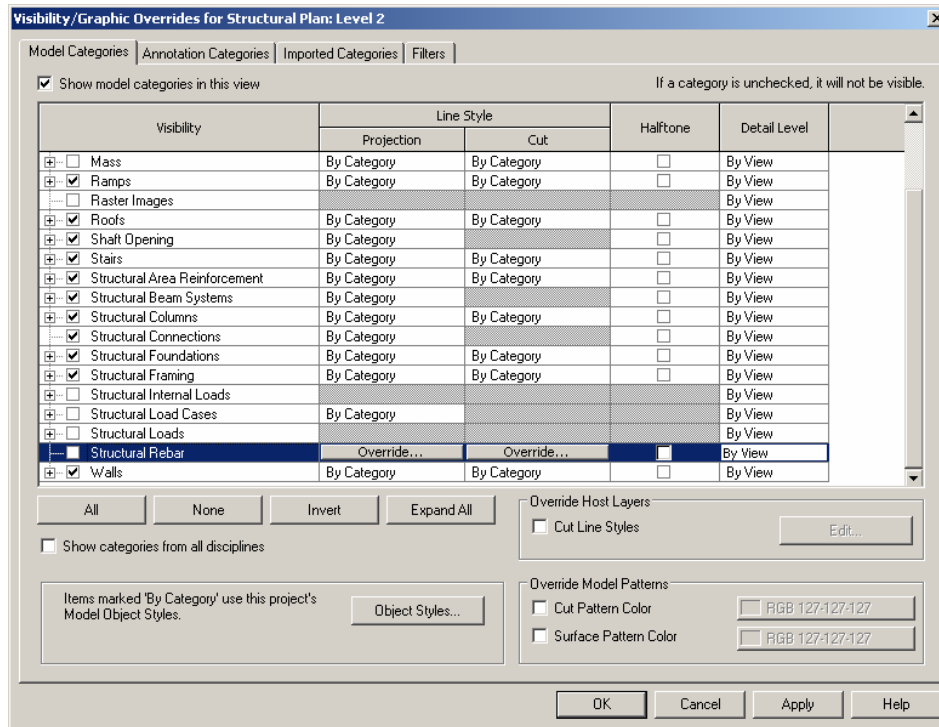 Visibility/Graphic Overrides for Structural Plan: Level 2
Model Categories Annotation Categories Imported Categories Filters
Show model categories in this view If a category is unchecked, it will not be visible.
Visibility Line Style Halftone Detail Level
Projection Cut
Mass By Category By Category By View
Ramps By Category By Category By View
Raster Images By View
Roofs By Category By Category By View
Shaft Opening By Category By View
Stairs By Category By Category By View
Structural Area Reinforcement By Category By Category By View
Structural Beam Systems By Category By View
Structural Columns By Category By Category By View
Structural Connections By Category By View
Structural Foundations By Category By Category By View
Structural Framing By Category By Category By View
Structural Internal Loads By View
Structural Load Cases By Category By View
Structural Loads By View
Structural Rebar Override... Override... By View
Walls By Category By Category By View
All None Invert Expand All
Override Host Layers
Cut Line Styles Edit...
Show categories from all disciplines
Items marked 'By Category' use this project's
Model Object Styles.
Object Styles...
Override Model Patterns
Cut Pattern Color RGB 127-127-127
Surface Pattern Color RGB 127-127-127
OK Cancel Apply Help